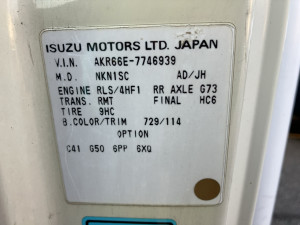 ISUZU MOTORS LTD. JAPAN
V.I.N. AKR66E-7746939
M.D. NKN1SC AD/JH
ENGINE RLS/4HF1 RR AXLE G73
TRANS. RMT FINAL HC6
TIRE 9HC
B.COLOR/TRIM 729/114
OPTION
C41 G50 6PP 6XQ